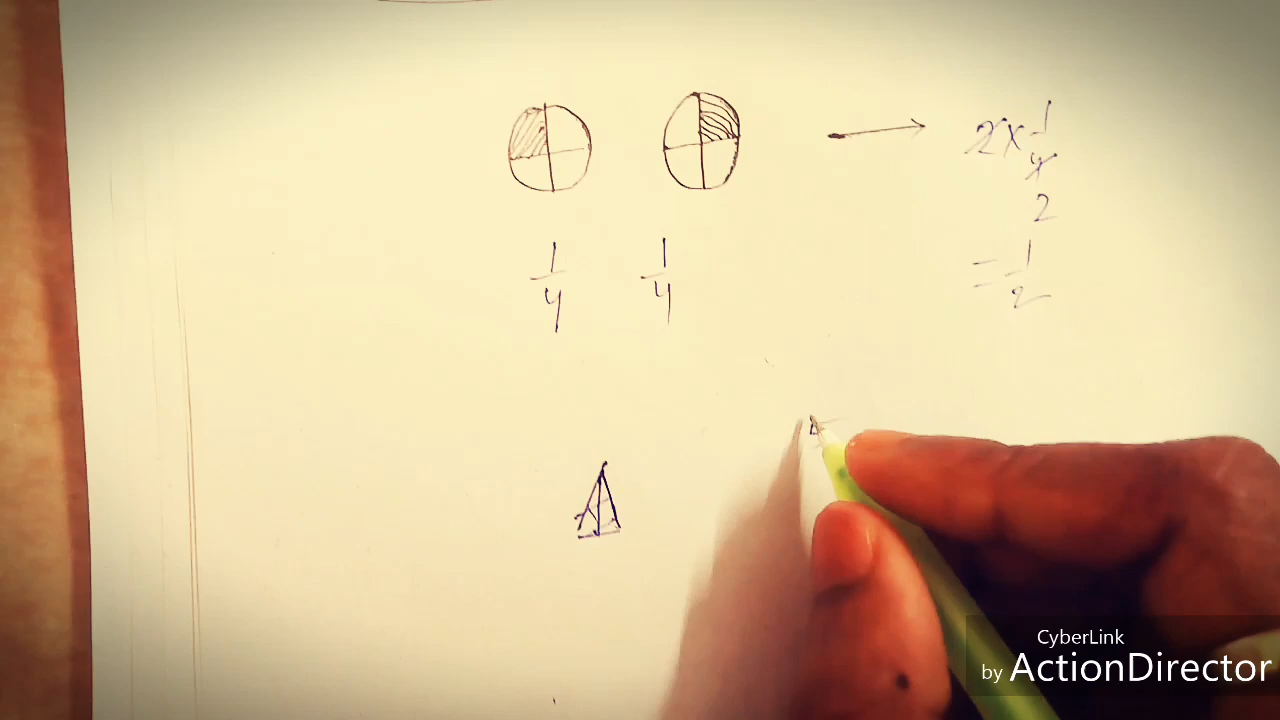 2 × 1/4
2
1/4 1/4
= 1/2
CyberLink
by ActionDirector